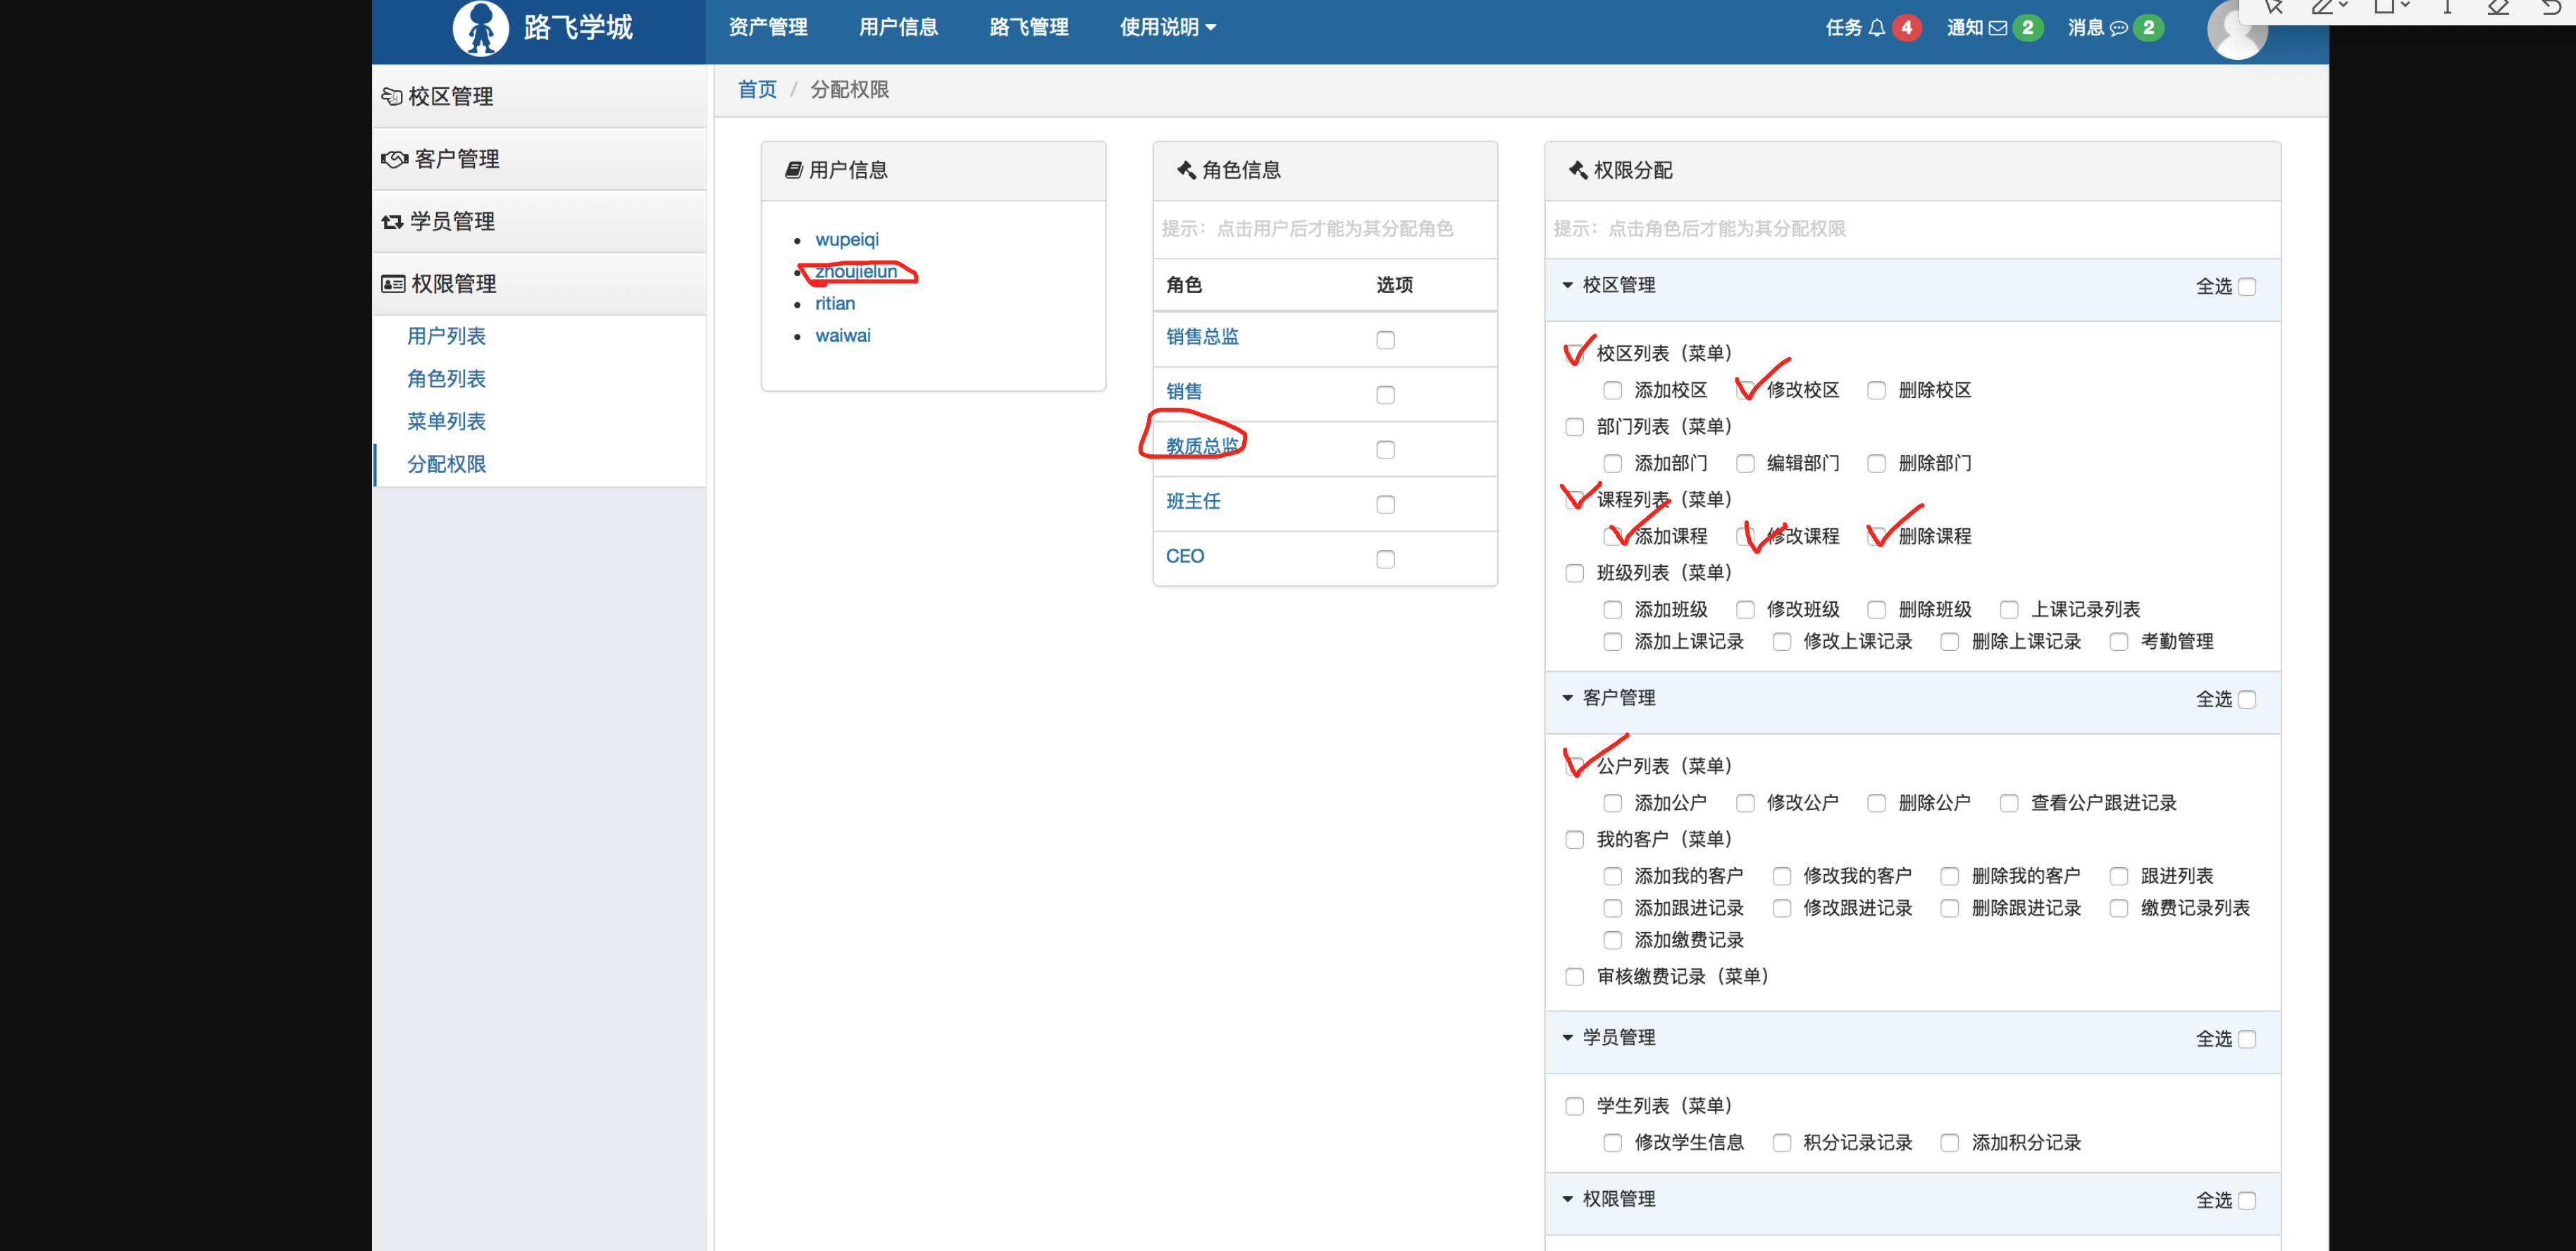 路飞学城
资产管理 用户信息 路飞管理 使用说明
任务 4 通知 2 消息 2
校区管理
客户管理
学员管理
权限管理
用户列表
角色列表
菜单列表
分配权限
首页 / 分配权限
用户信息
wupeiqi
zhoujielun
ritian
waiwai
角色信息
提示：点击用户后才能为其分配角色
角色 选项
销售总监
销售
教质总监
班主任
CEO
权限分配
提示：点击角色后才能为其分配权限
校区管理 全选
校区列表（菜单）
添加校区 修改校区 删除校区
部门列表（菜单）
添加部门 编辑部门 删除部门
课程列表（菜单）
添加课程 修改课程 删除课程
班级列表（菜单）
添加班级 修改班级 删除班级 上课记录列表
添加上课记录 修改上课记录 删除上课记录 考勤管理
客户管理 全选
公户列表（菜单）
添加公户 修改公户 删除公户 查看公户跟进记录
我的客户（菜单）
添加我的客户 修改我的客户 删除我的客户 跟进列表
添加跟进记录 修改跟进记录 删除跟进记录 缴费记录列表
添加缴费记录
审核缴费记录（菜单）
学员管理 全选
学生列表（菜单）
修改学生信息 积分记录记录 添加积分记录
权限管理 全选